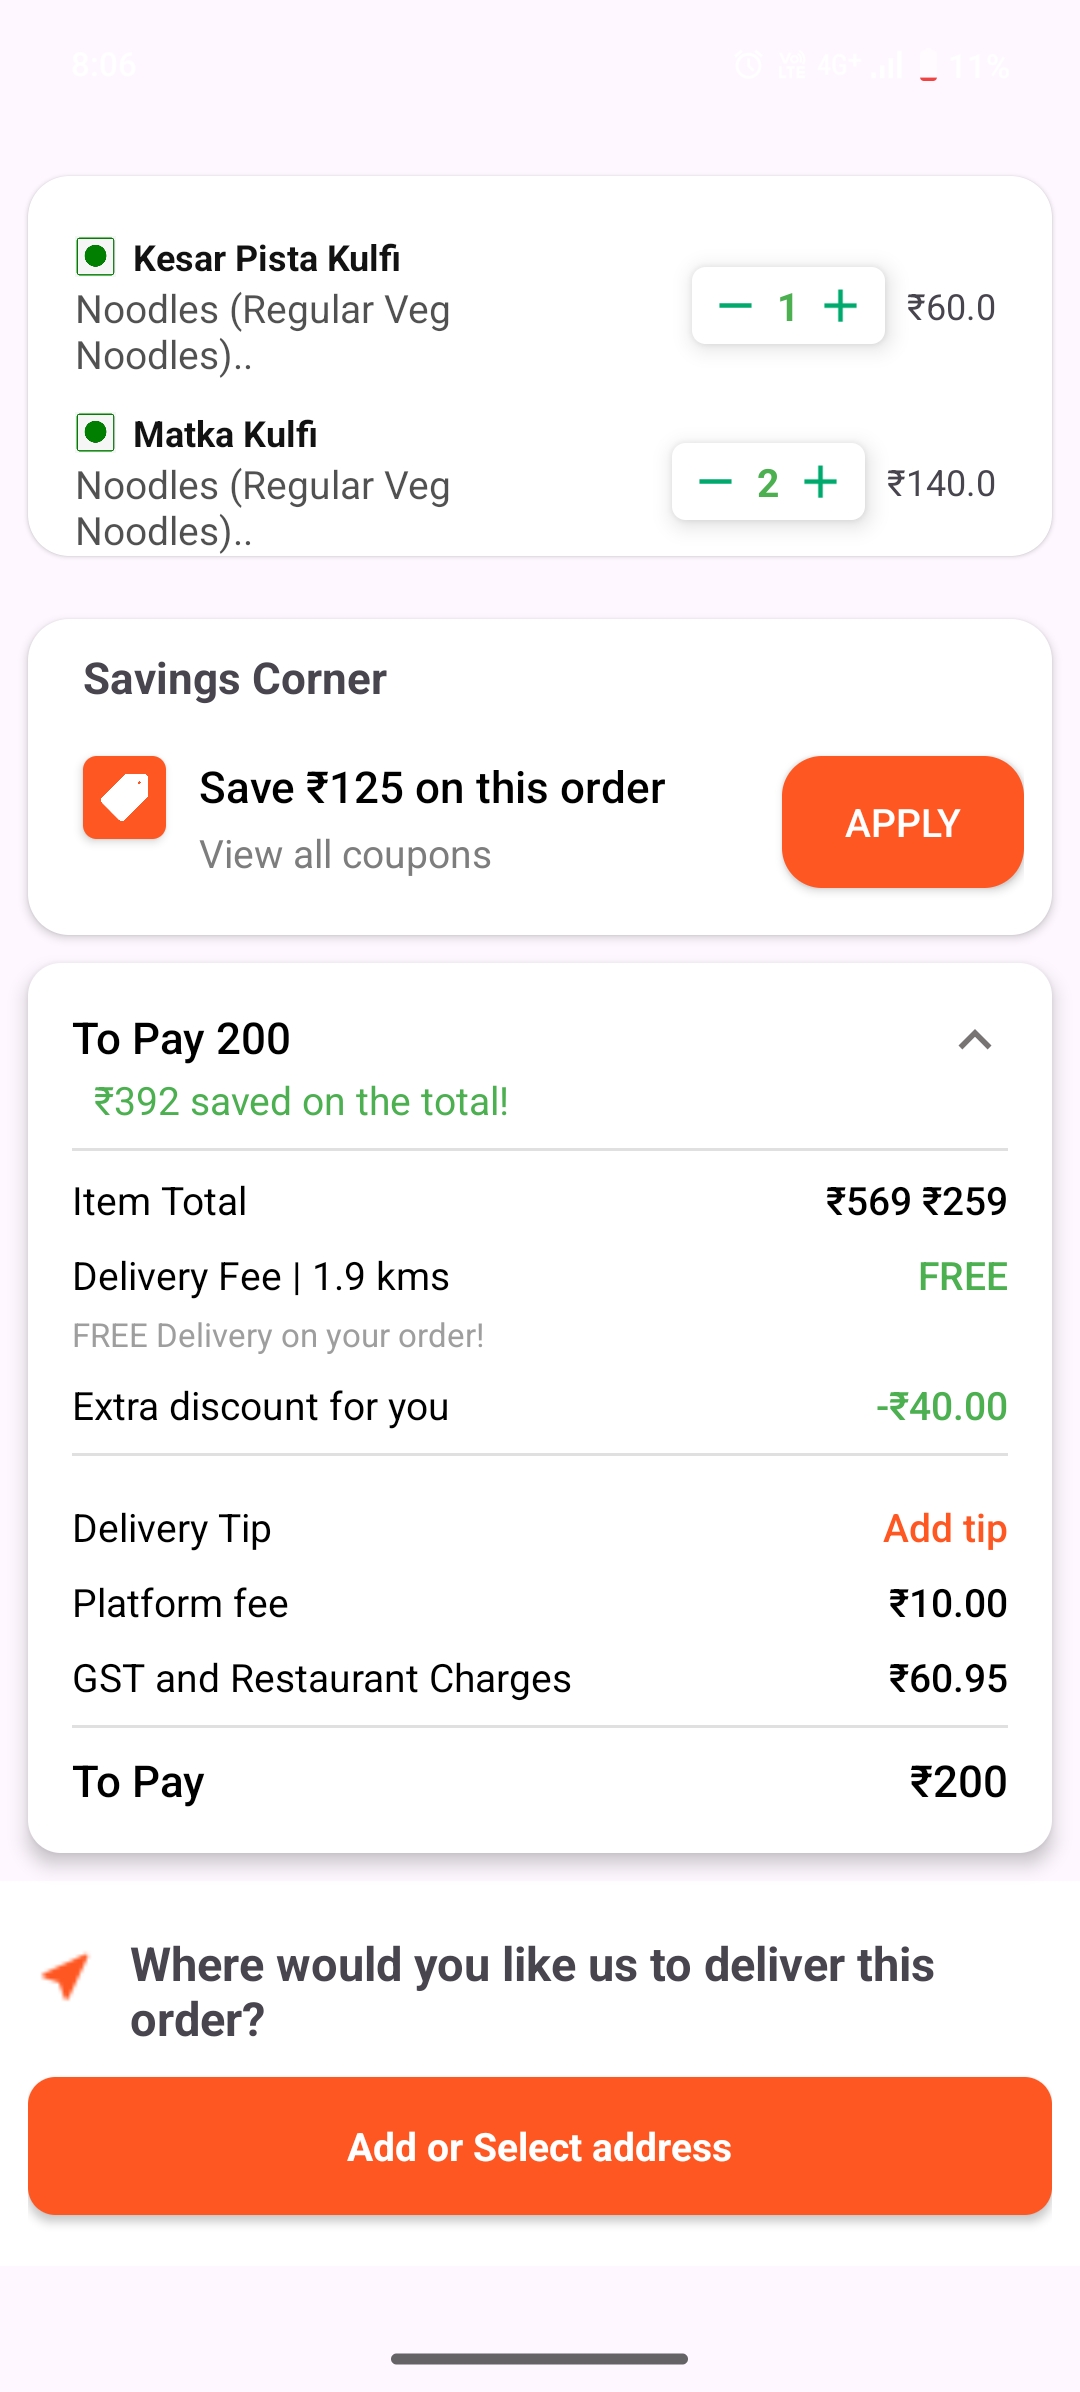 8:06 4G+ 11%
Kesar Pista Kulfi
Noodles (Regular Veg
Noodles)..
1 ₹60.0
Matka Kulfi
Noodles (Regular Veg
Noodles)..
2 ₹140.0
Savings Corner
Save ₹125 on this order
View all coupons
APPLY
To Pay 200
₹392 saved on the total!
Item Total ₹569 ₹259
Delivery Fee | 1.9 kms FREE
FREE Delivery on your order!
Extra discount for you -₹40.00
Delivery Tip Add tip
Platform fee ₹10.00
GST and Restaurant Charges ₹60.95
To Pay ₹200
Where would you like us to deliver this
order?
Add or Select address